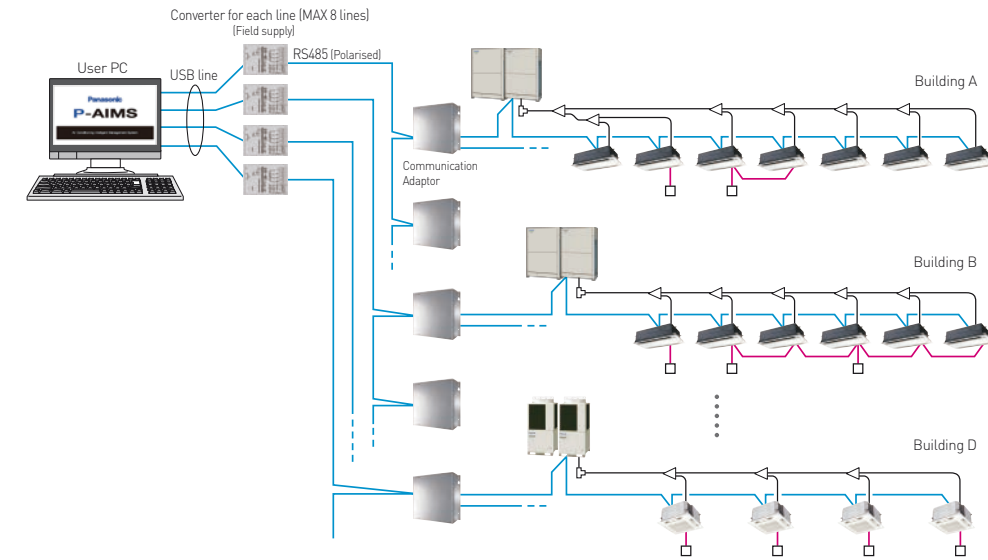 Converter for each line (MAX 8 lines)
(Field supply)
RS485 (Polarised)
User PC
USB line
Panasonic
P-AIMS
Communication
Adaptor
Building A
Building B
Building D